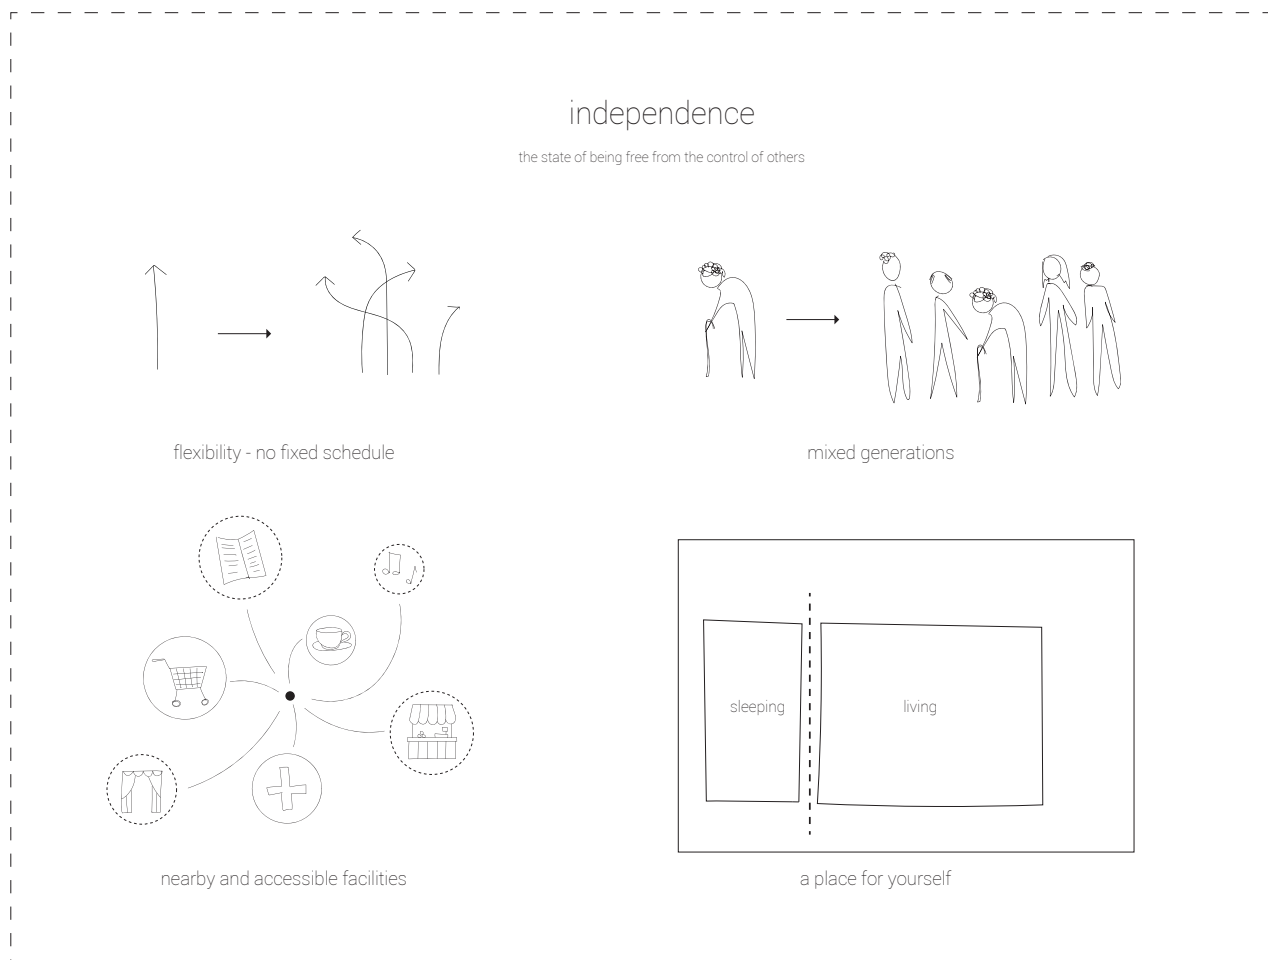 independence
the state of being free from the control of others
flexibility - no fixed schedule
mixed generations
sleeping
living
nearby and accessible facilities
a place for yourself